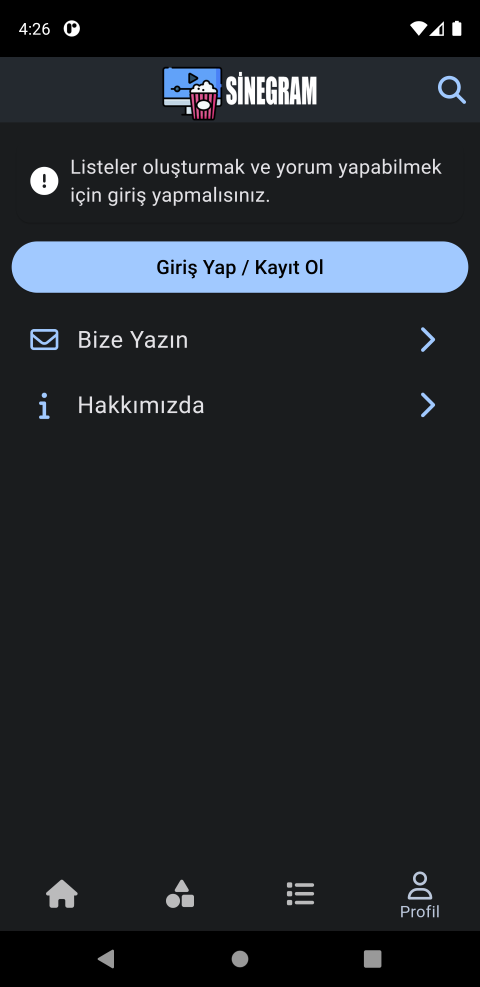 4:26
SİNEGRAM
Listeler oluşturmak ve yorum yapabilmek
için giriş yapmalısınız.
Giriş Yap / Kayıt Ol
Bize Yazın
Hakkımızda
Profil